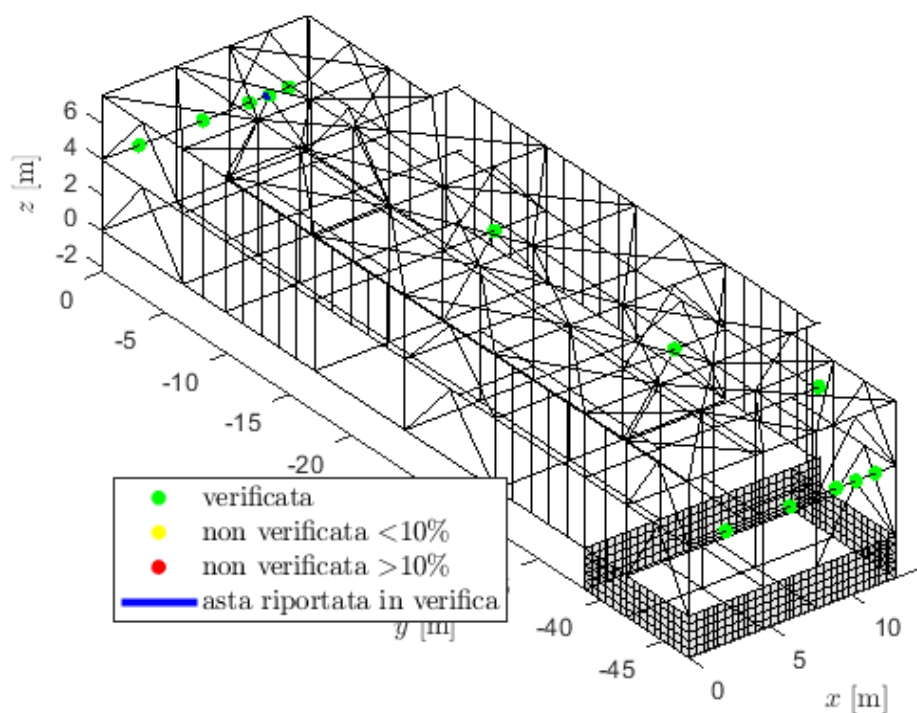 6
4
2
0
-2
z [m]
0
-5
-10
-15
-20
-40
-45
y [m]
0
5
10
x [m]
verificata
non verificata <10%
non verificata >10%
asta riportata in verifica